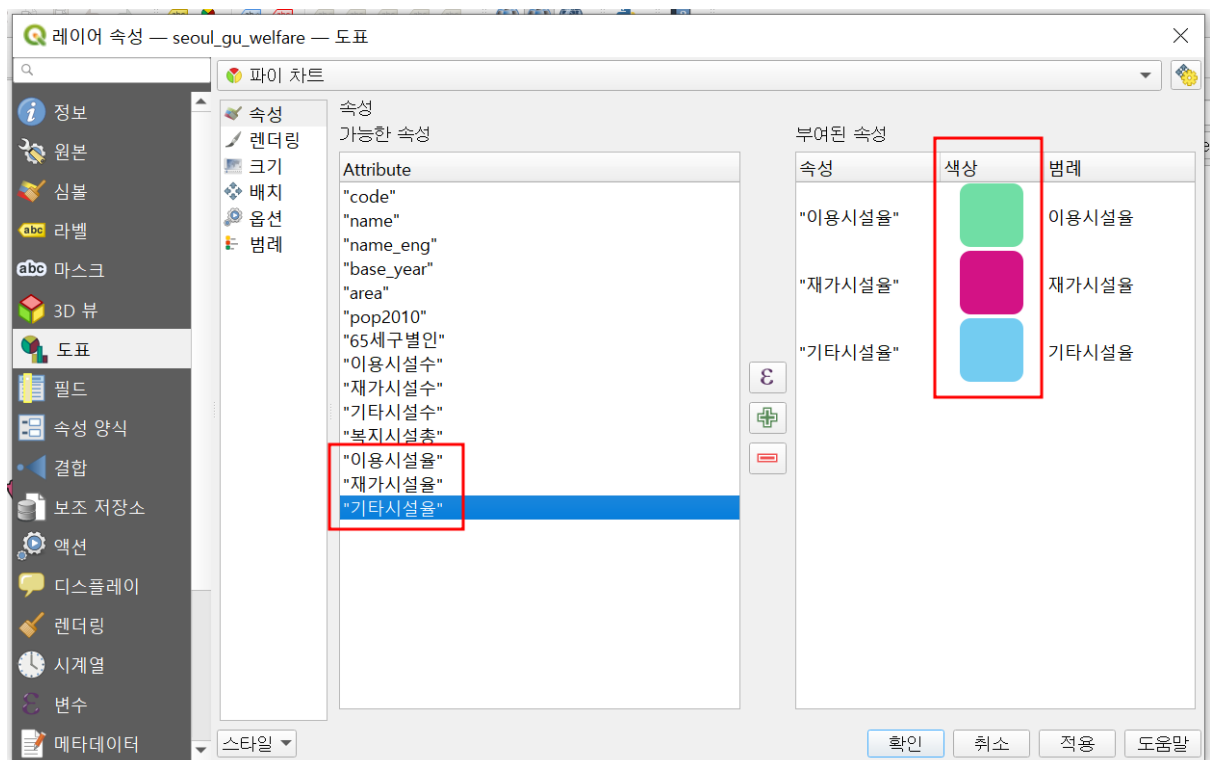 레이어 속성 — seoul_gu_welfare — 도표
파이 차트
정보
원본
심볼
abc 라벨
abc 마스크
3D 뷰
도표
필드
속성 양식
결합
보조 저장소
액션
디스플레이
렌더링
시계열
변수
메타데이터
속성
렌더링
크기
배치
옵션
범례
속성
가능한 속성
Attribute
"code"
"name"
"name_eng"
"base_year"
"area"
"pop2010"
"65세구별인"
"이용시설수"
"재가시설수"
"기타시설수"
"복지시설총"
"이용시설율"
"재가시설율"
"기타시설율"
ε
부여된 속성
속성 색상 범례
"이용시설율" 이용시설율
"재가시설율" 재가시설율
"기타시설율" 기타시설율
스타일
확인 취소 적용 도움말